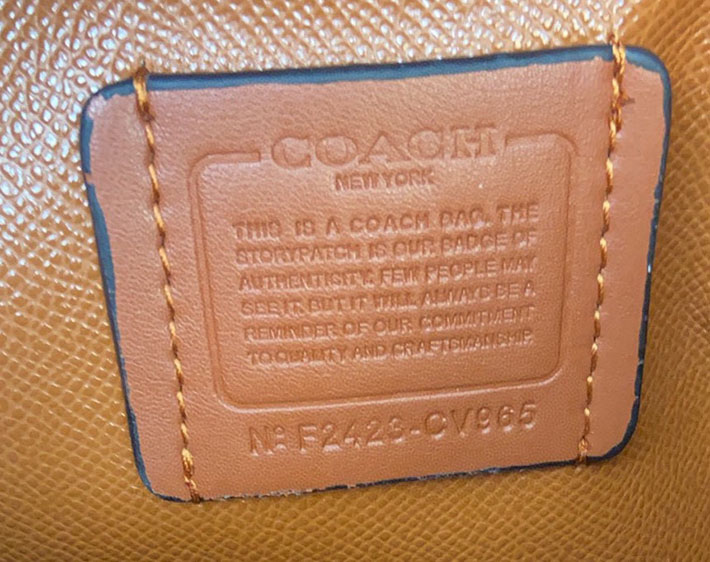 COACH
NEW YORK
THIS IS A COACH BAG. THE
STORYPATCH IS OUR BADGE OF
AUTHENTICITY. FEW PEOPLE MAY
SEE IT, BUT IT WILL ALWAYS BE A
REMINDER OF OUR COMMITMENT
TO QUALITY AND CRAFTSMANSHIP.
Nº F2423-CV965